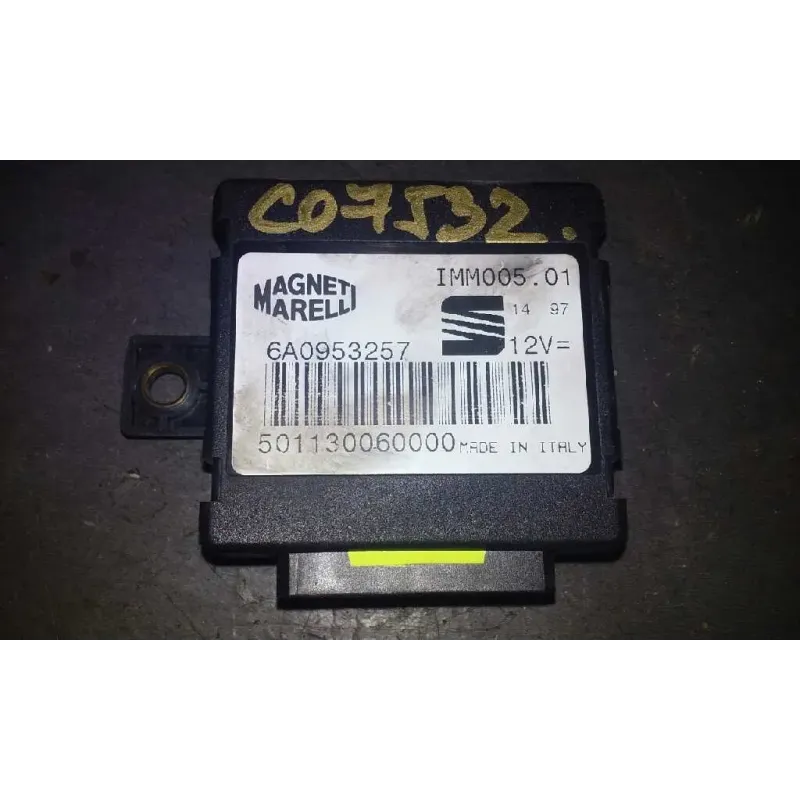 C07532.
MAGNETI
MARELLI
IMM005.01
14 97
6A0953257
12V=
501130060000 MADE IN ITALY